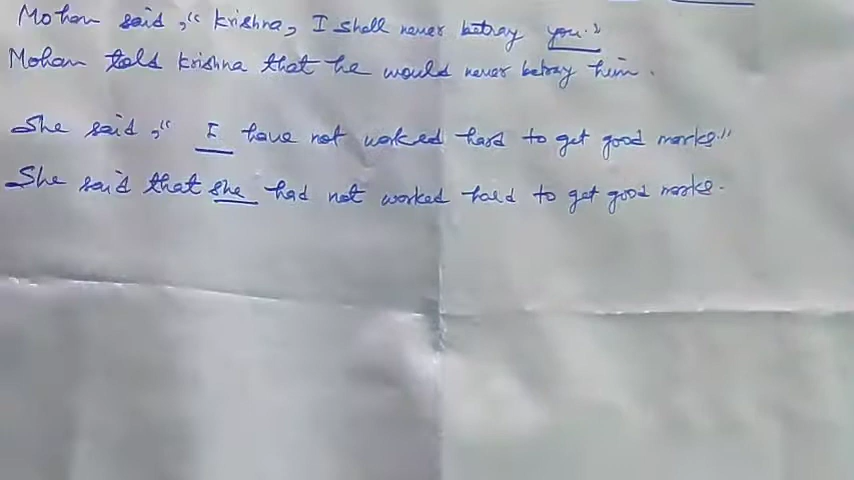 Mohan said, "Krishna, I shall never betray you."
Mohan told Krishna that he would never betray him.
She said, " I have not worked hard to get good marks."
She said that she had not worked hard to get good marks.